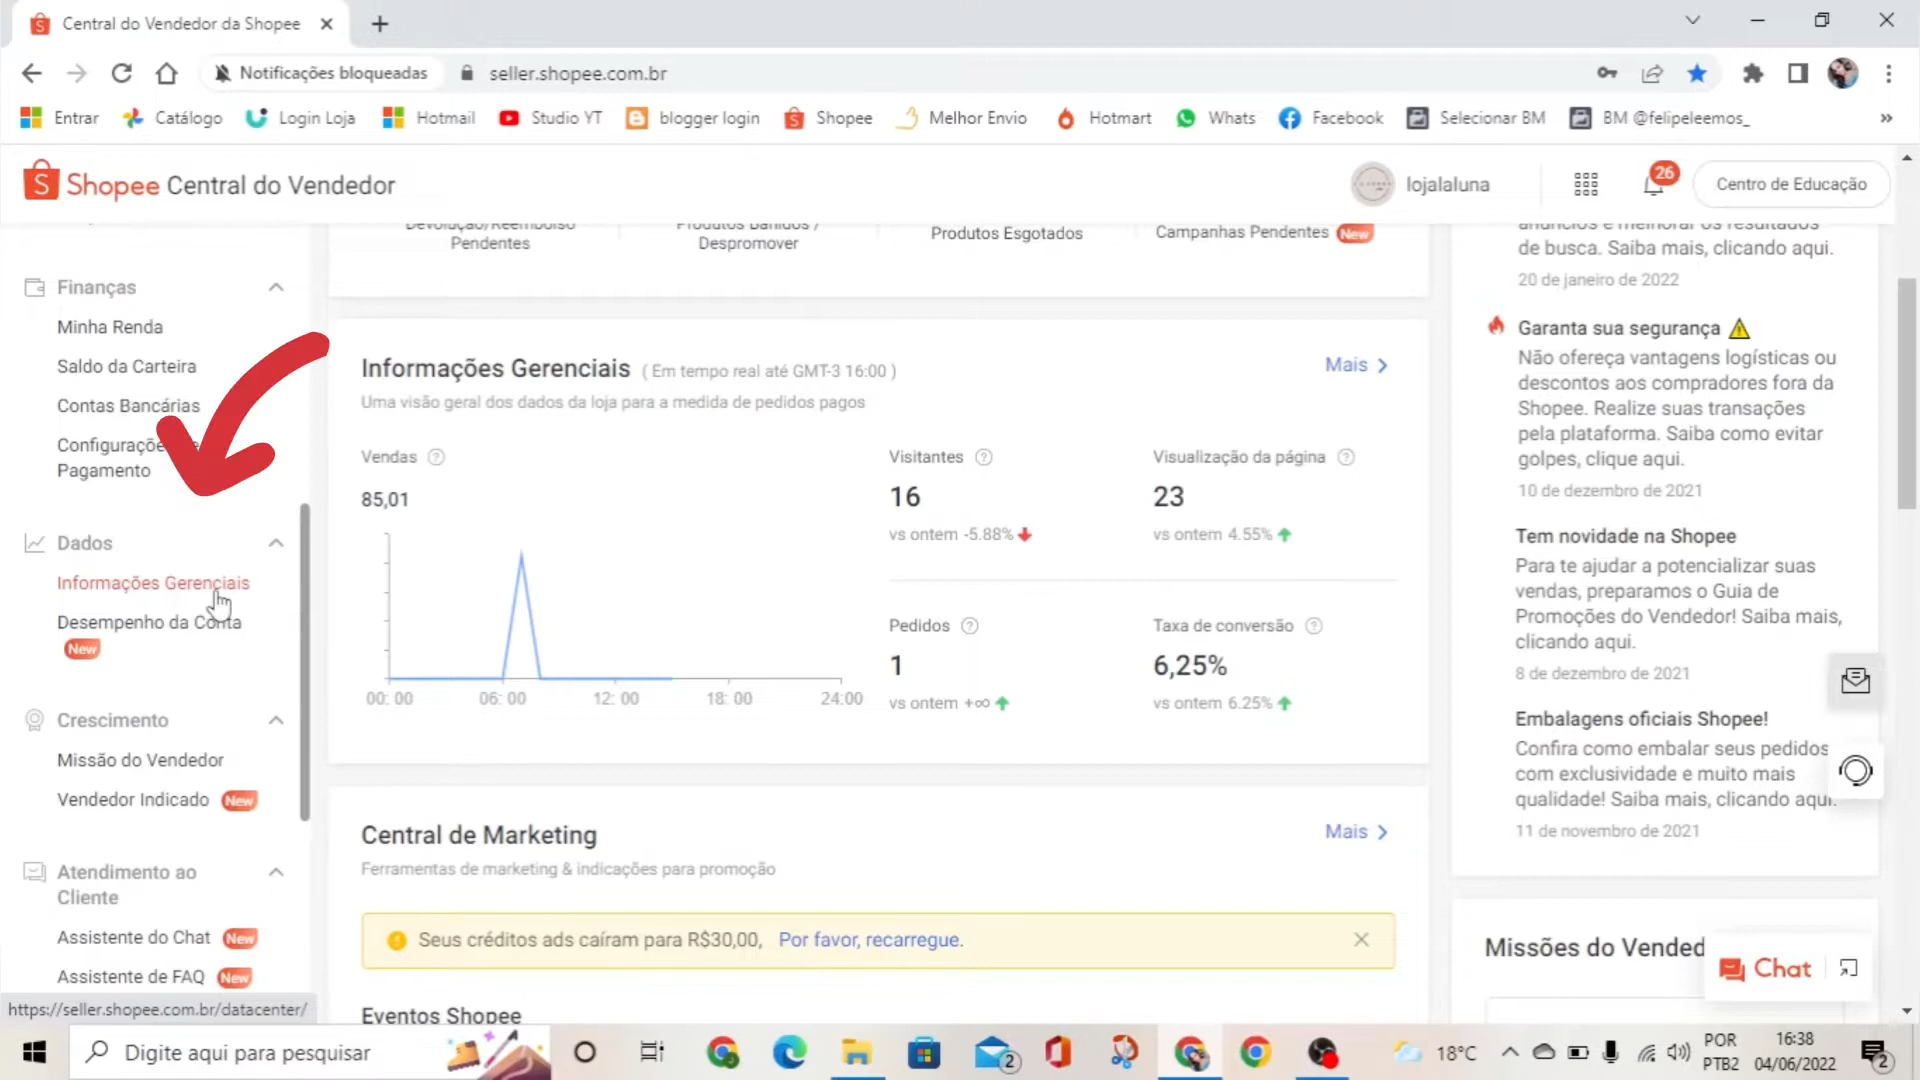 Central do Vendedor da Shopee
Notificações bloqueadas
seller.shopee.com.br
Entrar
Catálogo
Login Loja
Hotmail
Studio YT
blogger login
Shopee
Melhor Envio
Hotmart
Whats
Facebook
Selecionar BM
BM @felipeleemos_
»
Shopee Central do Vendedor
lojalaluna
26
Centro de Educação
Finanças
Minha Renda
Saldo da Carteira
Contas Bancárias
Pagamento
Dados
Informações Gerenciais
Desempenho da Conta
New
Crescimento
Missão do Vendedor
Vendedor Indicado New
Atendimento ao
Cliente
Assistente do Chat New
Assistente de FAQ New
https://seller.shopee.com.br/datacenter/
Devolução/Reembolso
Pendentes
Produtos Banidos /
Despromover
Produtos Esgotados
Campanhas Pendentes New
Informações Gerenciais ( Em tempo real até GMT-3 16:00 )
Mais
Uma visão geral dos dados da loja para a medida de pedidos pagos
Vendas ?
85,01
00: 00
06: 00
12: 00
18: 00
24:00
Visitantes ?
16
vs ontem -5.88%
Visualização da página ?
23
vs ontem 4.55%
Pedidos ?
1
vs ontem +∞
Taxa de conversão ?
6,25%
vs ontem 6.25%
Central de Marketing
Mais
Ferramentas de marketing & indicações para promoção
Seus créditos ads caíram para R$30,00, Por favor, recarregue.
Eventos Shopee
anúncios e melhorar os resultados
de busca. Saiba mais, clicando aqui.
20 de janeiro de 2022
Garanta sua segurança
Não ofereça vantagens logísticas ou
descontos aos compradores fora da
Shopee. Realize suas transações
pela plataforma. Saiba como evitar
golpes, clique aqui.
10 de dezembro de 2021
Tem novidade na Shopee
Para te ajudar a potencializar suas
vendas, preparamos o Guia de
Promoções do Vendedor! Saiba mais,
clicando aqui.
8 de dezembro de 2021
Embalagens oficiais Shopee!
Confira como embalar seus pedidos
com exclusividade e muito mais
qualidade! Saiba mais, clicando aqui.
11 de novembro de 2021
Missões do Vended
Chat
Digite aqui para pesquisar
2
18°C
POR
PTB2
16:38
04/06/2022
2